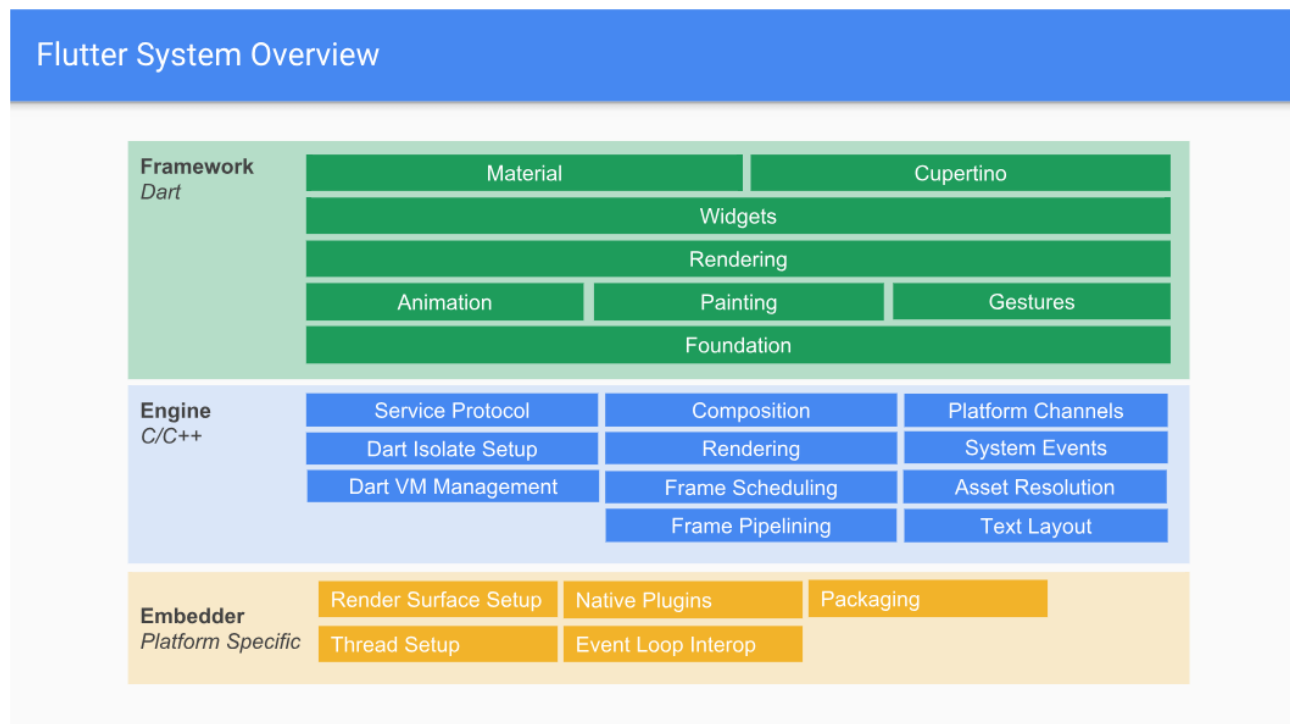 Flutter System Overview
Framework
Dart
Material
Cupertino
Widgets
Rendering
Animation
Painting
Gestures
Foundation
Engine
C/C++
Service Protocol
Composition
Platform Channels
Dart Isolate Setup
Rendering
System Events
Dart VM Management
Frame Scheduling
Asset Resolution
Frame Pipelining
Text Layout
Embedder
Platform Specific
Render Surface Setup
Native Plugins
Packaging
Thread Setup
Event Loop Interop